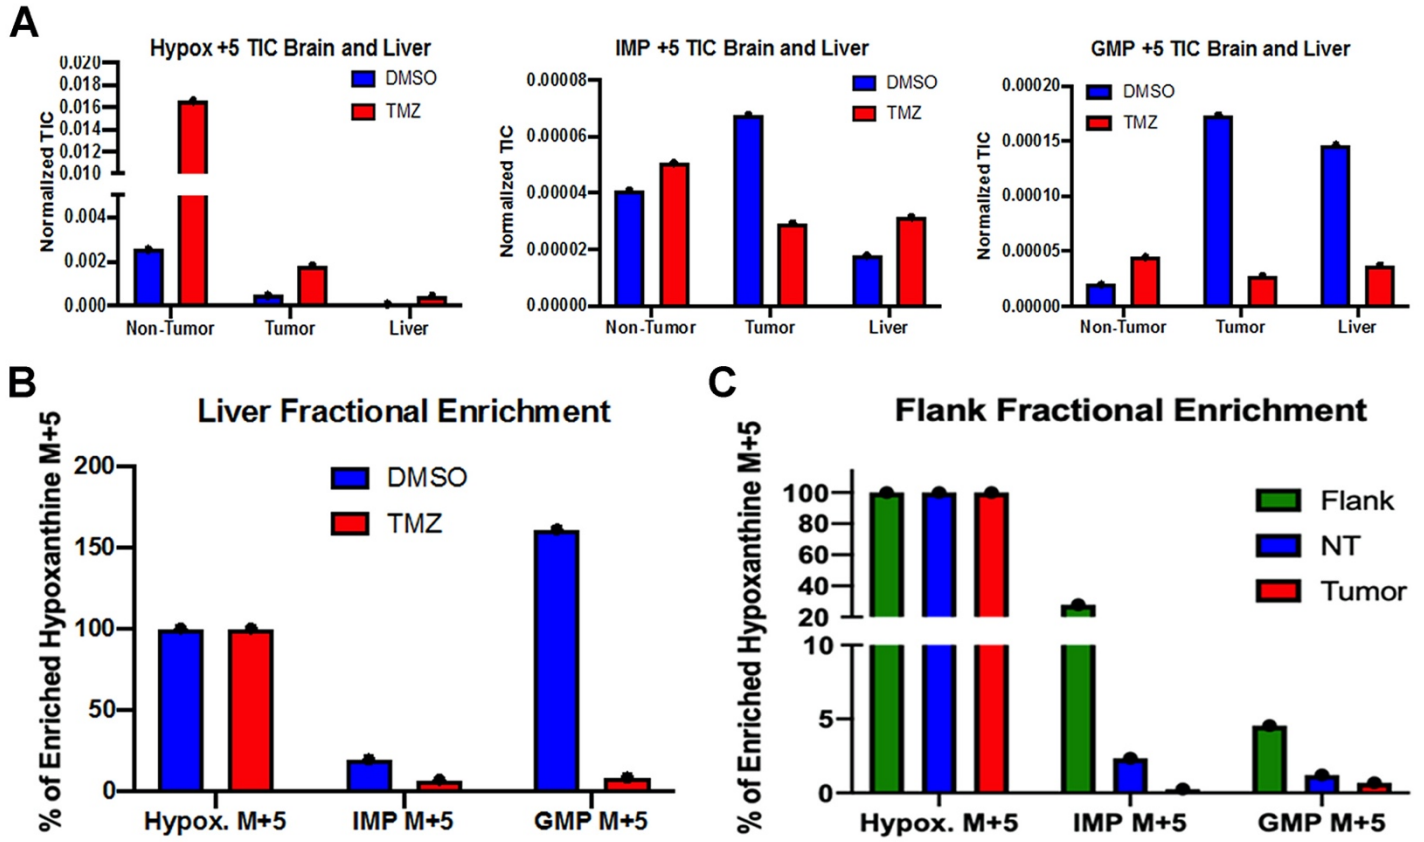 A
Hypox +5 TIC Brain and Liver
Normalized TIC
0.020
0.018
0.016
0.014
0.012
0.010
0.004
0.002
0.000
DMSO
TMZ
Non-Tumor Tumor Liver
IMP +5 TIC Brain and Liver
Normalized TIC
0.00008
0.00006
0.00004
0.00002
0.00000
DMSO
TMZ
Non-Tumor Tumor Liver
GMP +5 TIC Brain and Liver
Normalized TIC
0.00020
0.00015
0.00010
0.00005
0.00000
DMSO
TMZ
Non-Tumor Tumor Liver
B
Liver Fractional Enrichment
% of Enriched Hypoxanthine M+5
200
150
100
50
0
DMSO
TMZ
Hypox. M+5 IMP M+5 GMP M+5
C
Flank Fractional Enrichment
% of Enriched Hypoxanthine M+5
100
80
60
40
20
10
5
0
Flank
NT
Tumor
Hypox. M+5 IMP M+5 GMP M+5